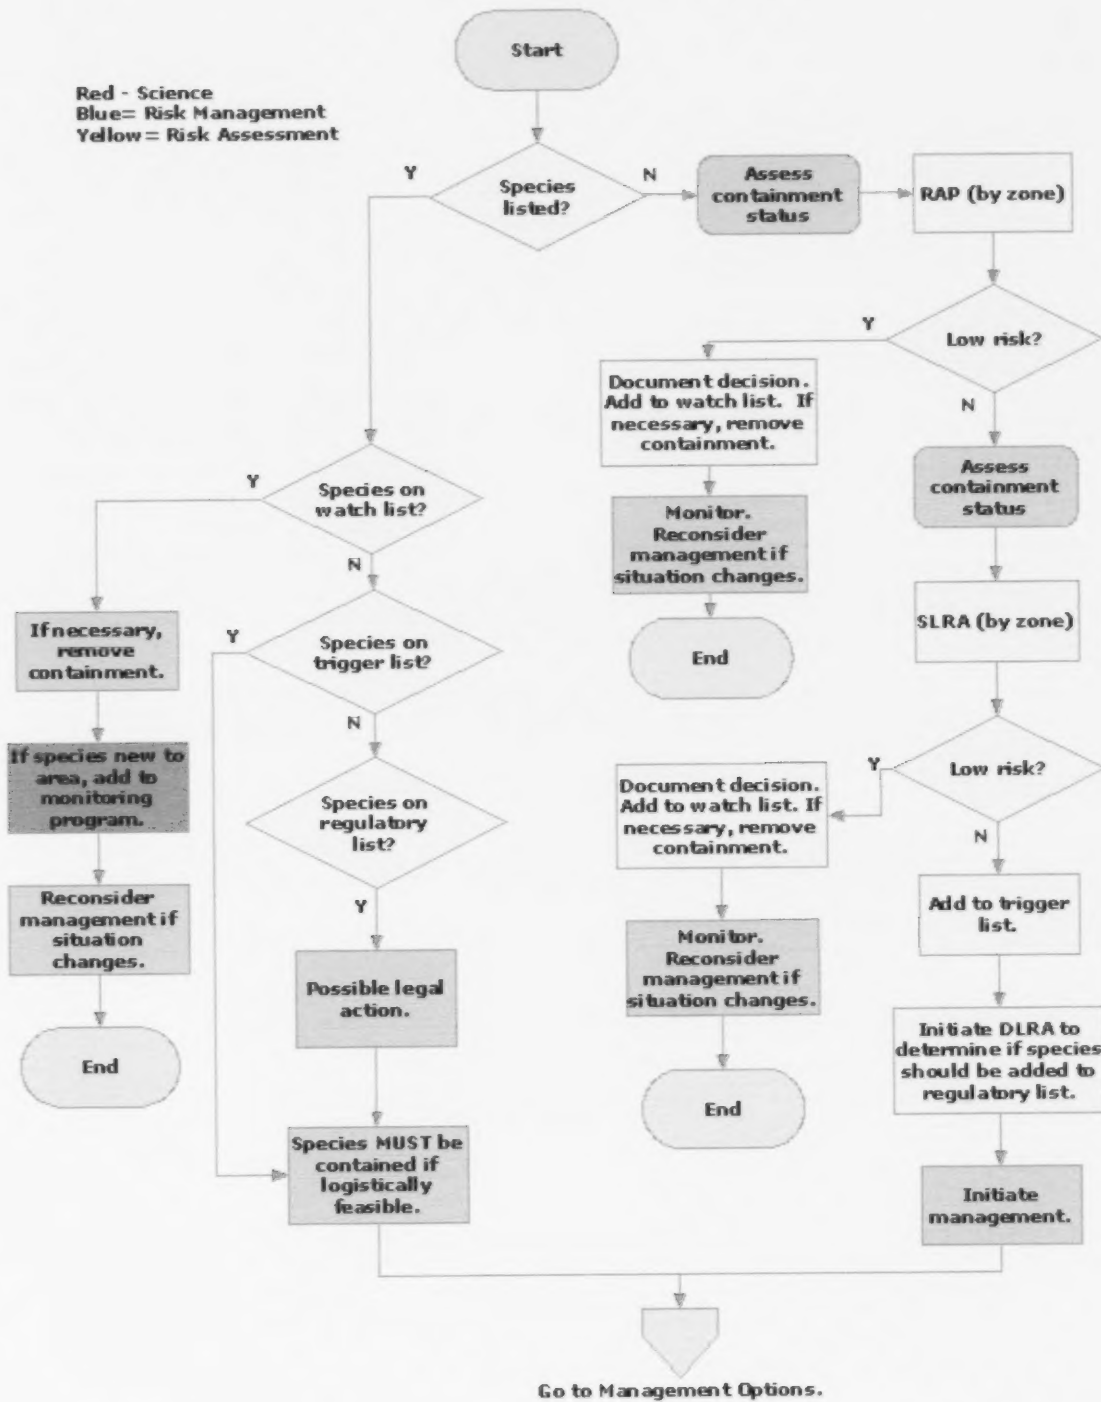 Start
Red - Science
Blue= Risk Management
Yellow = Risk Assessment
Y
Species
listed?
N
Assess
containment
status
RAP (by zone)
Y
Low risk?
N
Document decision.
Add to watch list. If
necessary, remove
containment.
Assess
containment
status
Monitor.
Reconsider
management if
situation changes.
End
SLRA (by zone)
Y
Low risk?
N
Document decision.
Add to watch list. If
necessary, remove
containment.
Monitor.
Reconsider
management if
situation changes.
End
Add to trigger
list.
Initiate DLRA to
determine if species
should be added to
regulatory list.
Initiate
management.
Y
Species on
watch list?
N
If necessary,
remove
containment.
If species new to
area, add to
monitoring
program.
Reconsider
management if
situation
changes.
End
Y
Species on
trigger list?
N
Species on
regulatory
list?
Y
Possible legal
action.
Species MUST be
contained if
logistically
feasible.
Go to Management Options.